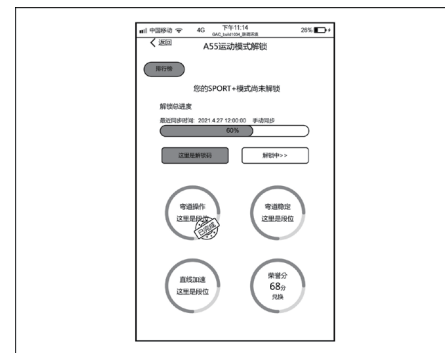 中国移动 4G 下午11:14 28%
返回 A55运动模式解锁
排行榜
您的SPORT+模式尚未解锁
解锁总进度
最近同步时间: 2021.4.27 12:00:00 手动同步
60%
这里是解锁码 解锁中>>
弯道操作
这里是段位
已完成
弯道稳定
这里是段位
直线加速
这里是段位
荣誉分
68分
兑换